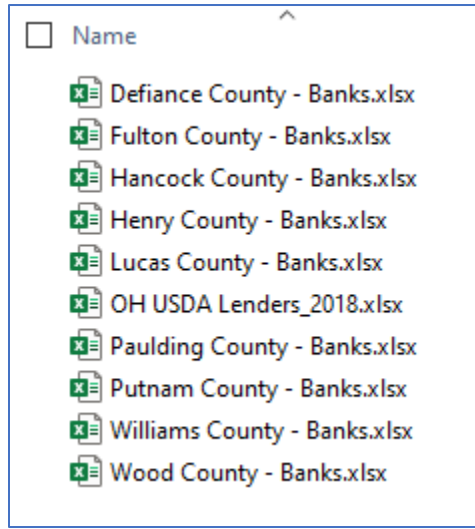 Name
Defiance County - Banks.xlsx
Fulton County - Banks.xlsx
Hancock County - Banks.xlsx
Henry County - Banks.xlsx
Lucas County - Banks.xlsx
OH USDA Lenders_2018.xlsx
Paulding County - Banks.xlsx
Putnam County - Banks.xlsx
Williams County - Banks.xlsx
Wood County - Banks.xlsx